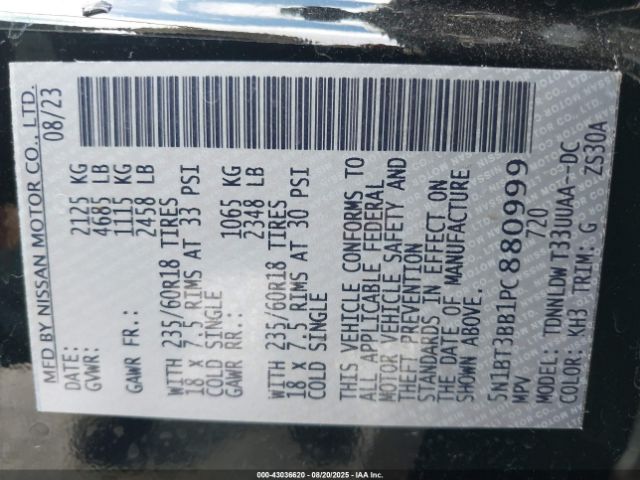 MFD BY NISSAN MOTOR CO., LTD.
DATE: 08/23
GVWR: 2125 KG
4685 LB
GAWR FR.: 1115 KG
2458 LB
WITH 235/60R18 TIRES
18 X 7.5 RIMS AT 33 PSI
COLD SINGLE
GAWR RR.: 1065 KG
2348 LB
WITH 235/60R18 TIRES
18 X 7.5 RIMS AT 30 PSI
COLD SINGLE
THIS VEHICLE CONFORMS TO
ALL APPLICABLE FEDERAL
MOTOR VEHICLE SAFETY AND
THEFT PREVENTION
STANDARDS IN EFFECT ON
THE DATE OF MANUFACTURE
SHOWN ABOVE.
5N1BT3BB1PC880999
MPV 720
MODEL: TDNNLDWT33UUAA--DC
COLOR: KH3 TRIM: G ZS30A
000-43036620 - 08/20/2025 - IAAI.COM